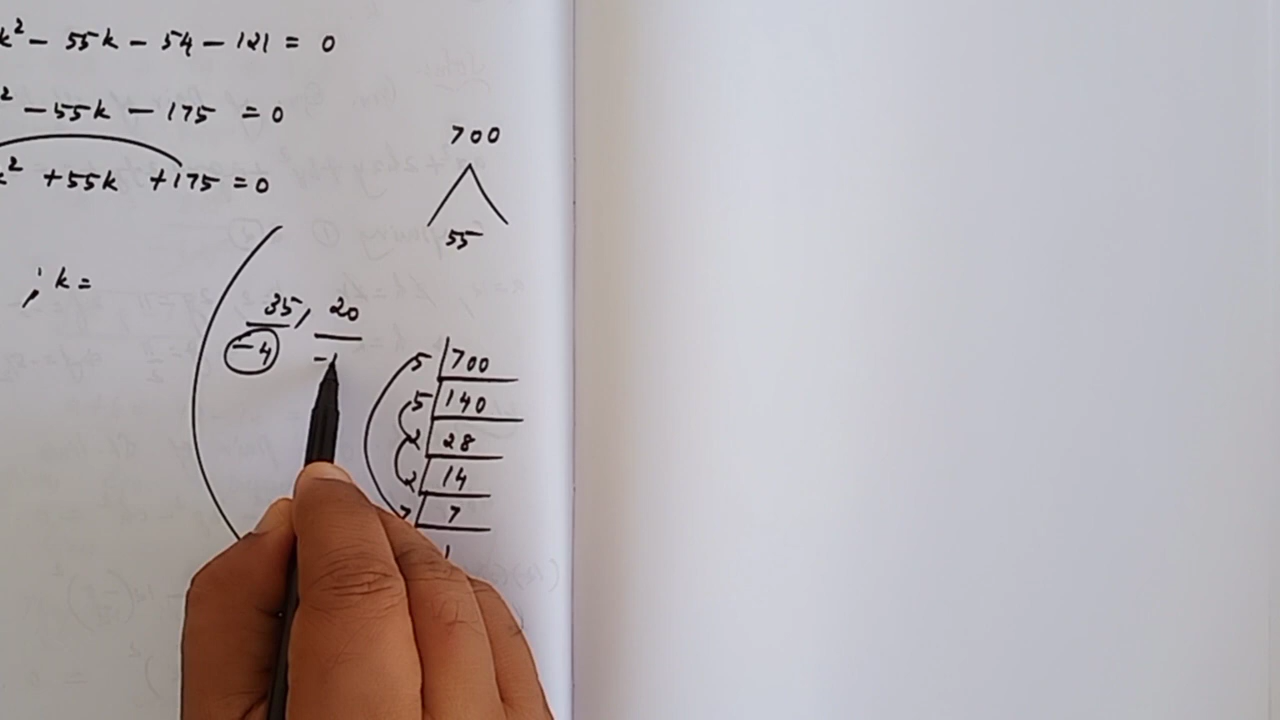 k² – 55k – 54 – 121 = 0
² – 55k – 175 = 0
² + 55k + 175 = 0
700
55
; k =
35, 20
–4
5 | 700
5 | 140
2 | 28
2 | 14
7 | 7
1